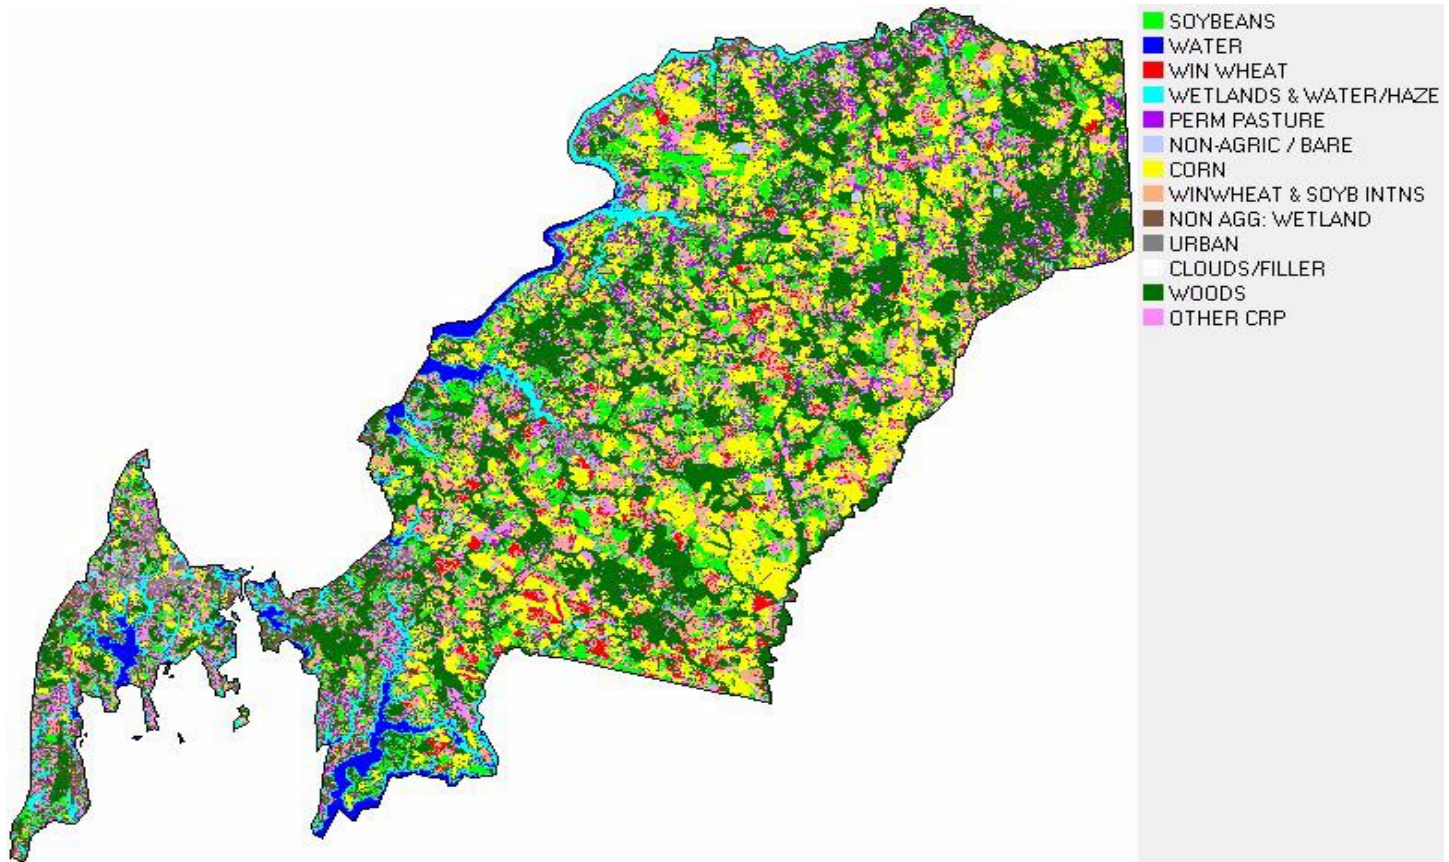 SOYBEANS
WATER
WIN WHEAT
WETLANDS & WATER/HAZE
PERM PASTURE
NON-AGRIC / BARE
CORN
WINWHEAT & SOYB INTNS
NON AGG: WETLAND
URBAN
CLOUDS/FILLER
WOODS
OTHER CRP